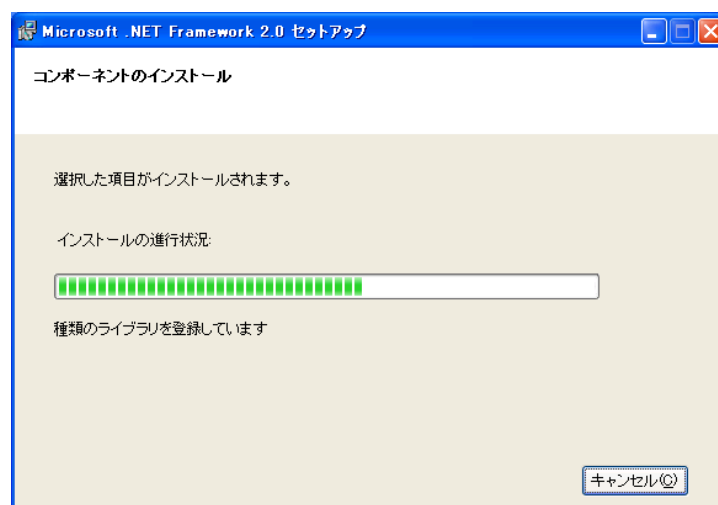 Microsoft .NET Framework 2.0 セットアップ
コンポーネントのインストール
選択した項目がインストールされます。
インストールの進行状況:
種類のライブラリを登録しています
キャンセル(C)